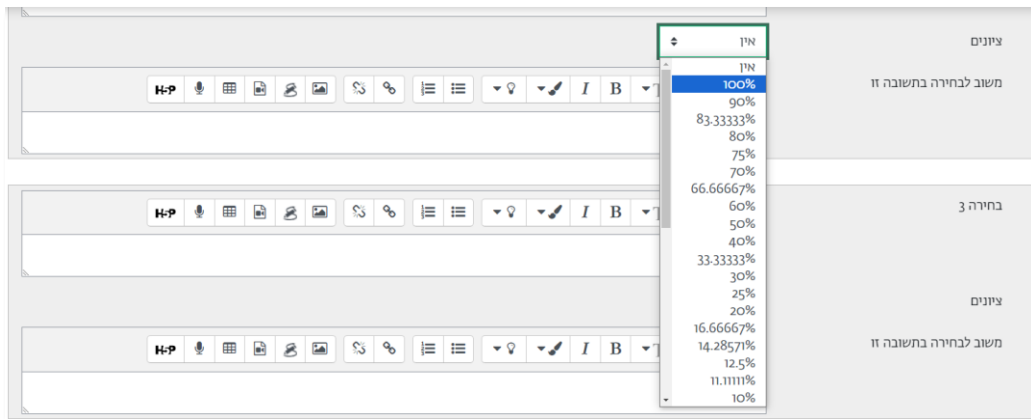 ציונים
אין
משוב לבחירה בתשובה זו
H-P
B I
אין
100%
90%
83.33333%
80%
75%
70%
66.66667%
60%
50%
40%
33.33333%
30%
25%
20%
16.66667%
14.28571%
12.5%
11.11111%
10%
בחירה 3
H-P
B I
ציונים
משוב לבחירה בתשובה זו
H-P
B I